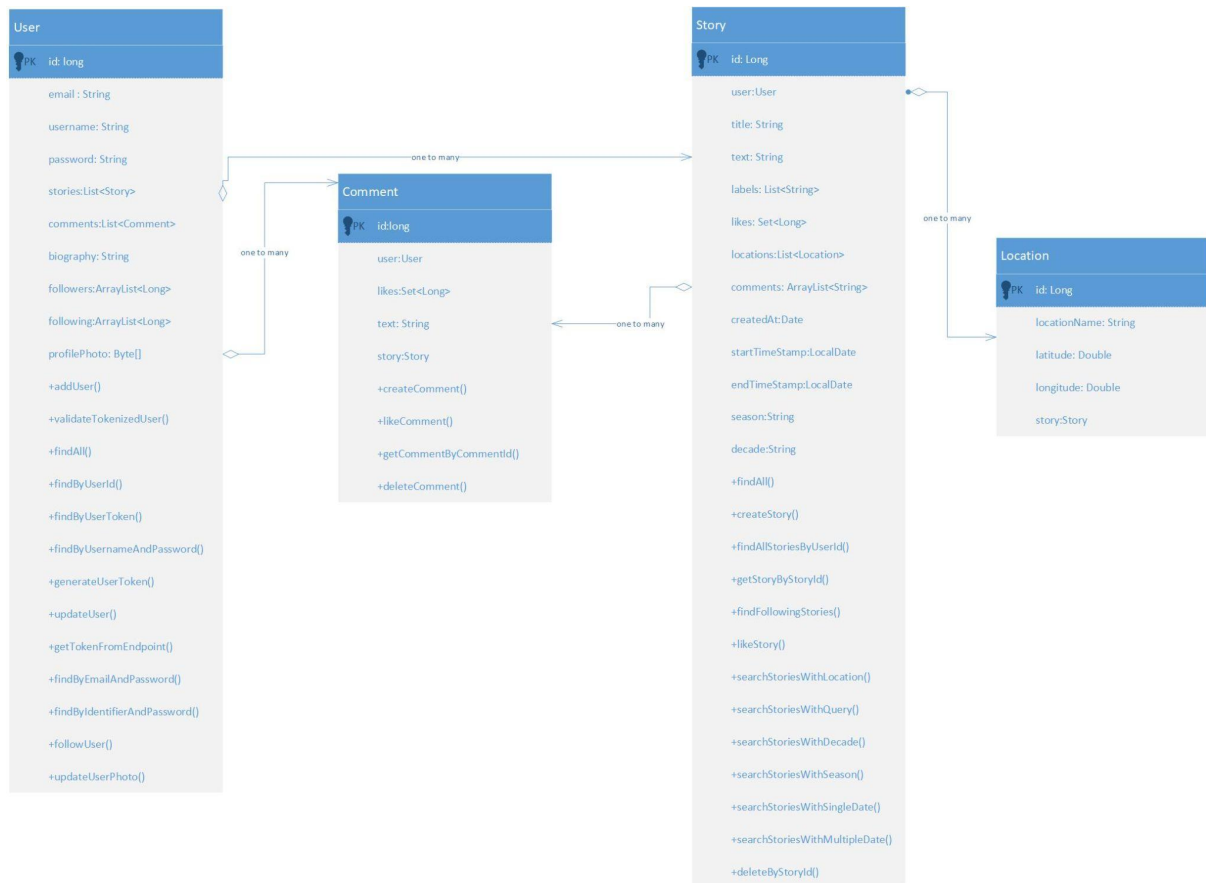 User
PK id: long
email : String
username: String
password: String
stories:List<Story>
comments:List<Comment>
biography: String
followers:ArrayList<Long>
following:ArrayList<Long>
profilePhoto: Byte[]
+addUser()
+validateTokenizedUser()
+findAll()
+findByUserId()
+findByUserToken()
+findByUsernameAndPassword()
+generateUserToken()
+updateUser()
+getTokenFromEndpoint()
+findByEmailAndPassword()
+findByIdentifierAndPassword()
+followUser()
+updateUserPhoto()
one to many
one to many
Comment
PK id:long
user:User
likes:Set<Long>
text: String
story:Story
+createComment()
+likeComment()
+getCommentByCommentId()
+deleteComment()
one to many
Story
PK id: Long
user:User
title: String
text: String
labels: List<String>
likes: Set<Long>
locations:List<Location>
comments: ArrayList<String>
createdAt:Date
startTimeStamp:LocalDate
endTimeStamp:LocalDate
season:String
decade:String
+findAll()
+createStory()
+findAllStoriesByUserId()
+getStoryByStoryId()
+findFollowingStories()
+likeStory()
+searchStoriesWithLocation()
+searchStoriesWithQuery()
+searchStoriesWithDecade()
+searchStoriesWithSeason()
+searchStoriesWithSingleDate()
+searchStoriesWithMultipleDate()
+deleteByStoryId()
one to many
Location
PK id: Long
locationName: String
latitude: Double
longitude: Double
story:Story